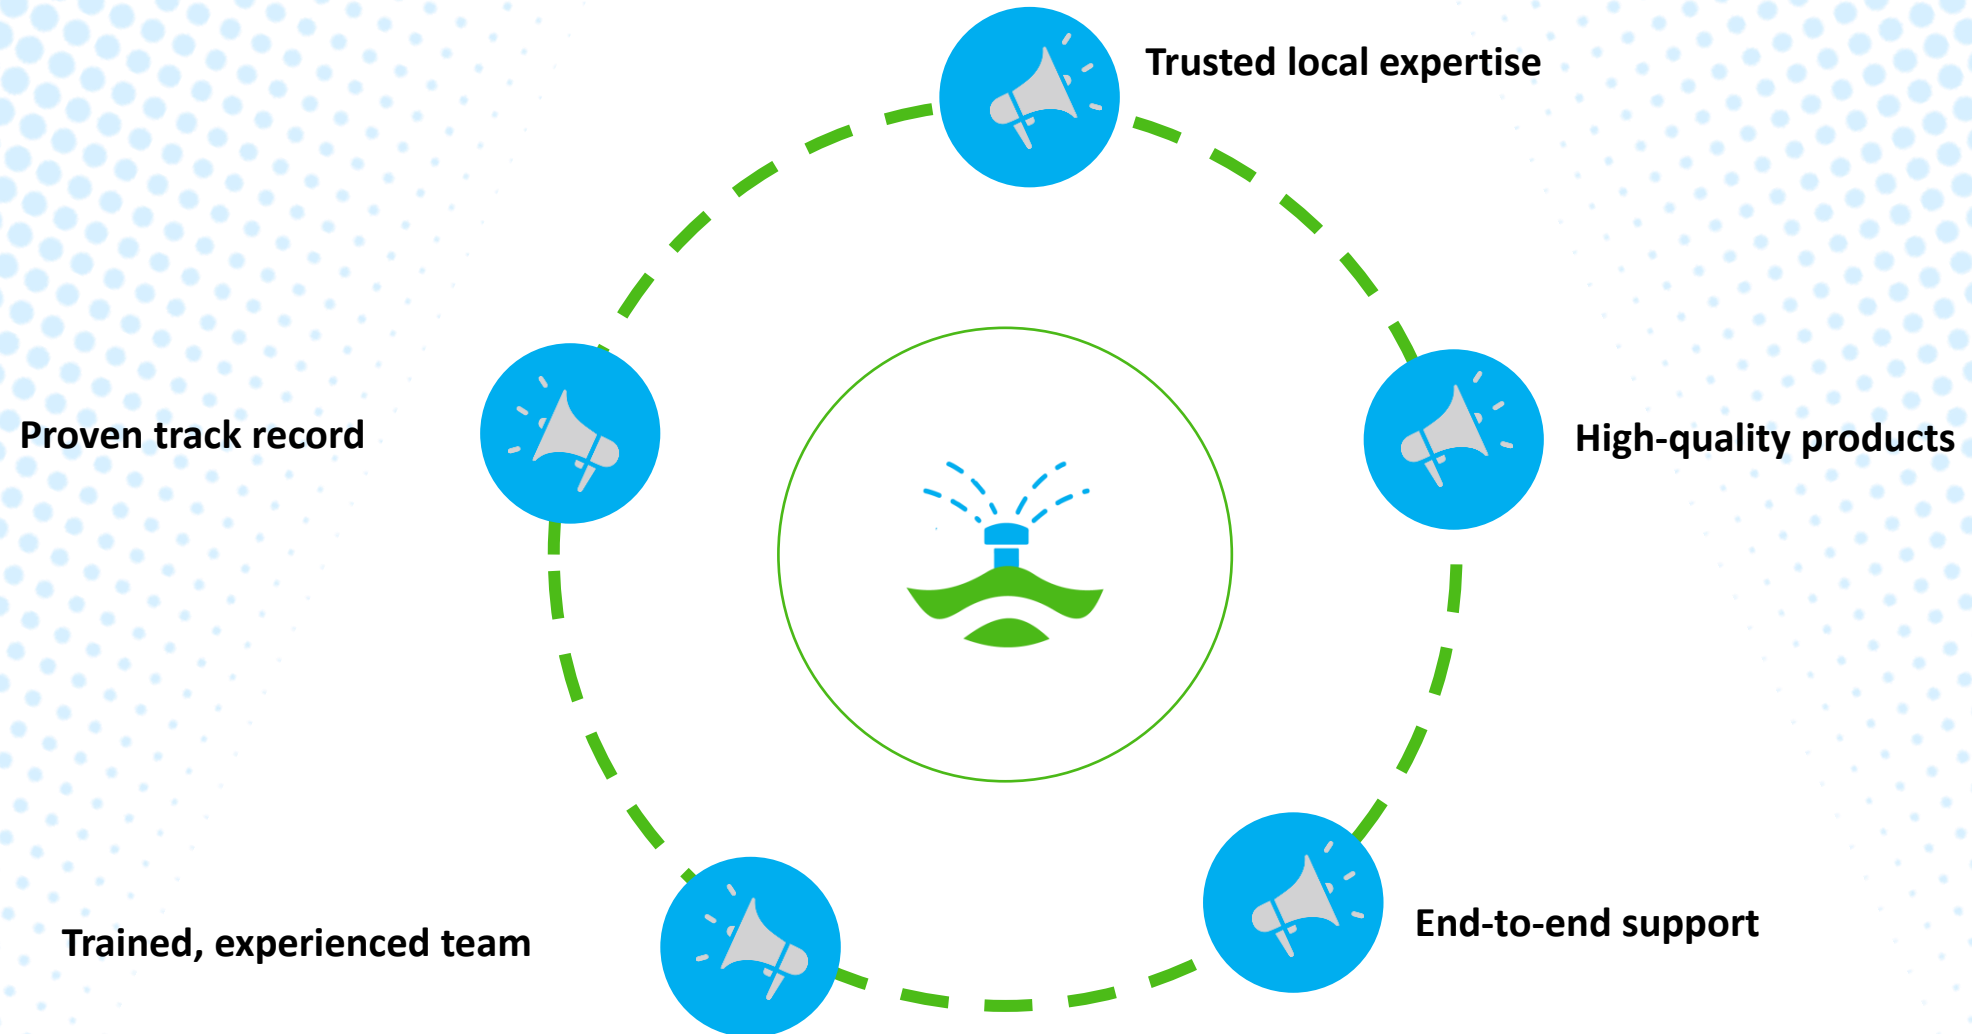 Trusted local expertise
Proven track record
High-quality products
End-to-end support
Trained, experienced team